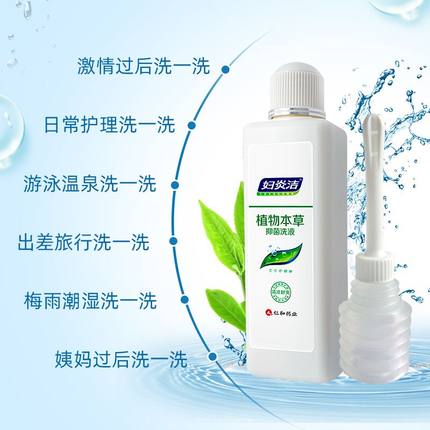 激情过后洗一洗
日常护理洗一洗
游泳温泉洗一洗
出差旅行洗一洗
梅雨潮湿洗一洗
姨妈过后洗一洗
妇炎洁
植物本草
抑菌洗液
仁和药业